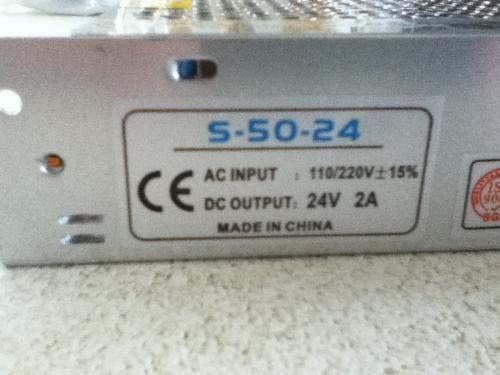 S-50-24
CE AC INPUT : 110/220V±15%
DC OUTPUT: 24V 2A
MADE IN CHINA